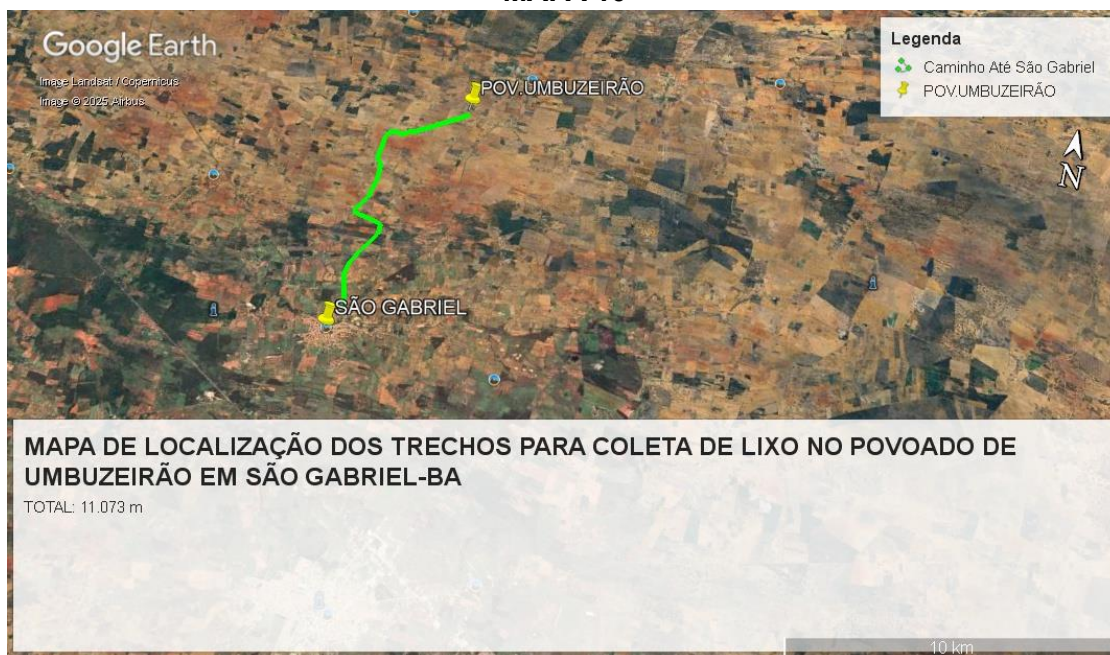 Google Earth
Image Landsat / Copernicus
Image © 2025 Airbus
Legenda
Caminho Até São Gabriel
POV.UMBUZEIRÃO
POV.UMBUZEIRÃO
N
SÃO GABRIEL
MAPA DE LOCALIZAÇÃO DOS TRECHOS PARA COLETA DE LIXO NO POVOADO DE
UMBUZEIRÃO EM SÃO GABRIEL-BA
TOTAL: 11.073 m
10 km